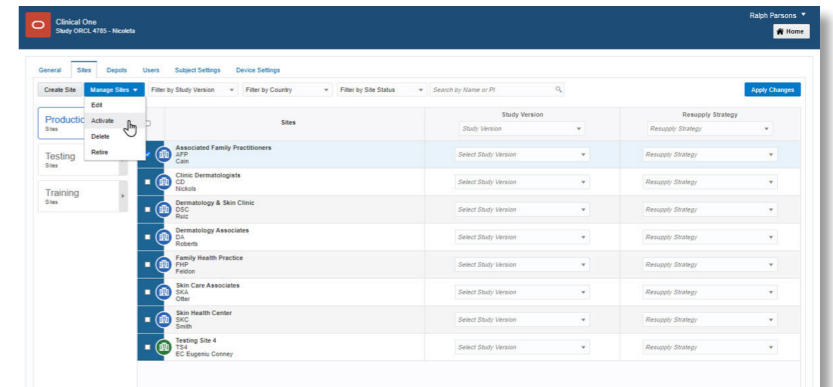 Clinical One
Study ORCL 4785 - Nicoleta
Ralph Parsons
Home
General Sites Depots Users Subject Settings Device Settings
Create Site Manage Sites Filter by Study Version Filter by Country Filter by Site Status Search by Name or PI Apply Changes
Edit
Activate
Delete
Retire
Productio
Sites
Testing
Sites
Training
Sites
Sites Study Version Resupply Strategy
Study Version Resupply Strategy
Associated Family Practitioners
AFP
Cain
Select Study Version Resupply Strategy
Clinic Dermatologists
CD
Nickols
Select Study Version Resupply Strategy
Dermatology & Skin Clinic
DSC
Ruiz
Select Study Version Resupply Strategy
Dermatology Associates
DA
Roberts
Select Study Version Resupply Strategy
Family Health Practice
FHP
Feldon
Select Study Version Resupply Strategy
Skin Care Associates
SKA
Otter
Select Study Version Resupply Strategy
Skin Health Center
SKC
Smith
Select Study Version Resupply Strategy
Testing Site 4
TS4
EC Eugeniu Conney
Select Study Version Resupply Strategy